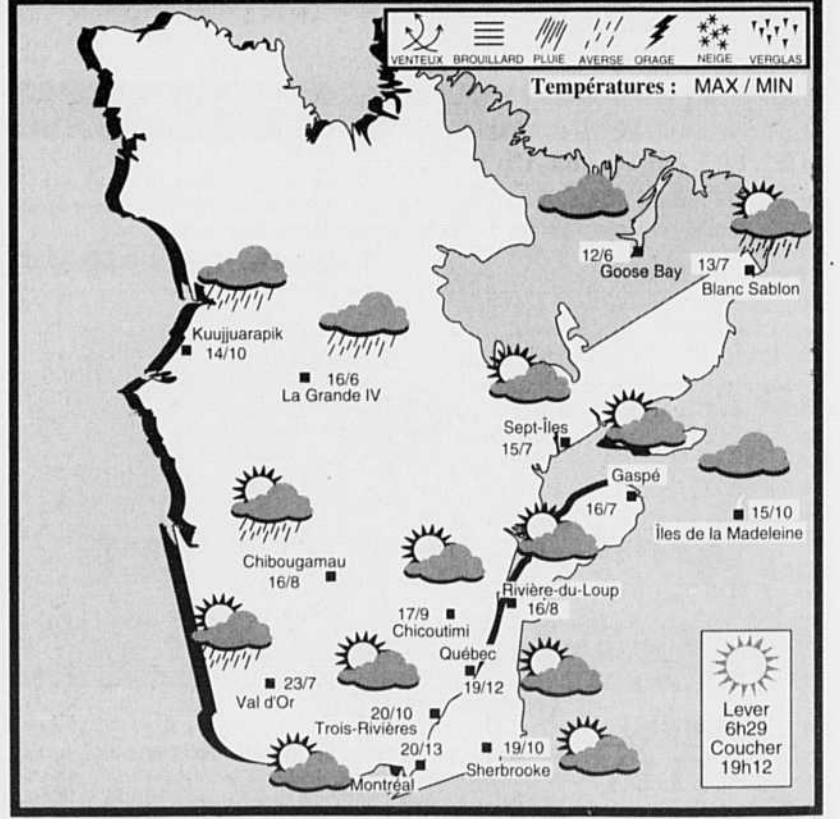 VENTEUX BROUILLARD PLUIE AVERSE ORAGE NEIGE VERGLAS
Températures : MAX / MIN
12/6
Goose Bay
13/7
Blanc Sablon
Kuujjuarapik
14/10
16/6
La Grande IV
Sept-Îles
15/7
Gaspé
16/7
15/10
Îles de la Madeleine
Chibougamau
16/8
Rivière-du-Loup
16/8
17/9
Chicoutimi
Québec
19/12
23/7
Val d'Or
20/10
Trois-Rivières
20/13
Montréal
19/10
Sherbrooke
Lever
6h29
Coucher
19h12